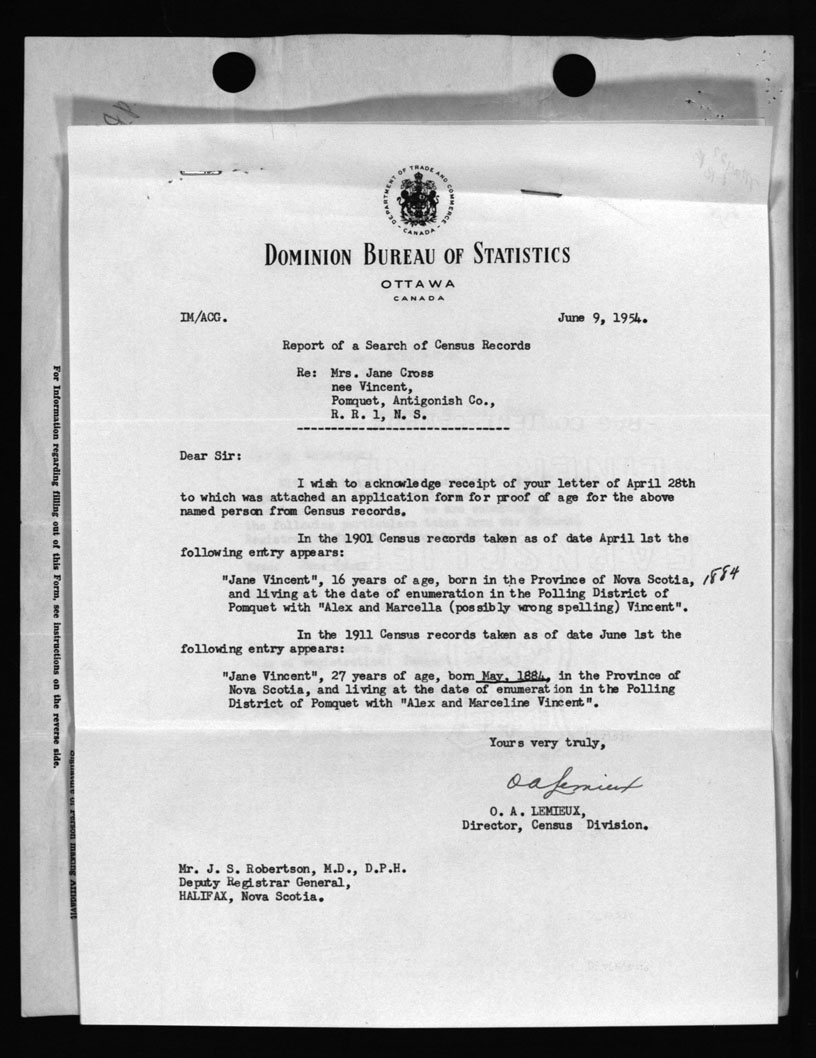 DEPARTMENT OF TRADE AND COMMERCE
- CANADA -
DOMINION BUREAU OF STATISTICS
OTTAWA
CANADA
IM/ACG.
June 9, 1954.
Report of a Search of Census Records
Re: Mrs. Jane Cross
nee Vincent,
Pomquet, Antigonish Co.,
R. R. 1, N. S.
-------------------------------
Dear Sir:
I wish to acknowledge receipt of your letter of April 28th
to which was attached an application form for proof of age for the above
named person from Census records.
In the 1901 Census records taken as of date April 1st the
following entry appears:
"Jane Vincent", 16 years of age, born in the Province of Nova Scotia, 1884
and living at the date of enumeration in the Polling District of
Pomquet with "Alex and Marcella (possibly wrong spelling) Vincent".
In the 1911 Census records taken as of date June 1st the
following entry appears:
"Jane Vincent", 27 years of age, born May, 1884, in the Province of
Nova Scotia, and living at the date of enumeration in the Polling
District of Pomquet with "Alex and Marceline Vincent".
Yours very truly,
O A Lemieux
O. A. LEMIEUX,
Director, Census Division.
Mr. J. S. Robertson, M.D., D.P.H.
Deputy Registrar General,
HALIFAX, Nova Scotia.
For information regarding filling out of this Form, see instructions on the reverse side.